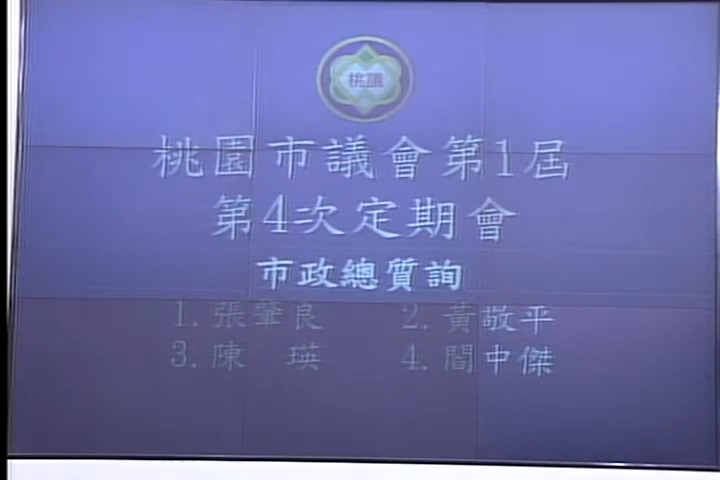 桃議
桃園市議會第1屆
第4次定期會
市政總質詢
1. 張肇良 2. 黃敬平
3. 陳 瑛 4. 閻中傑